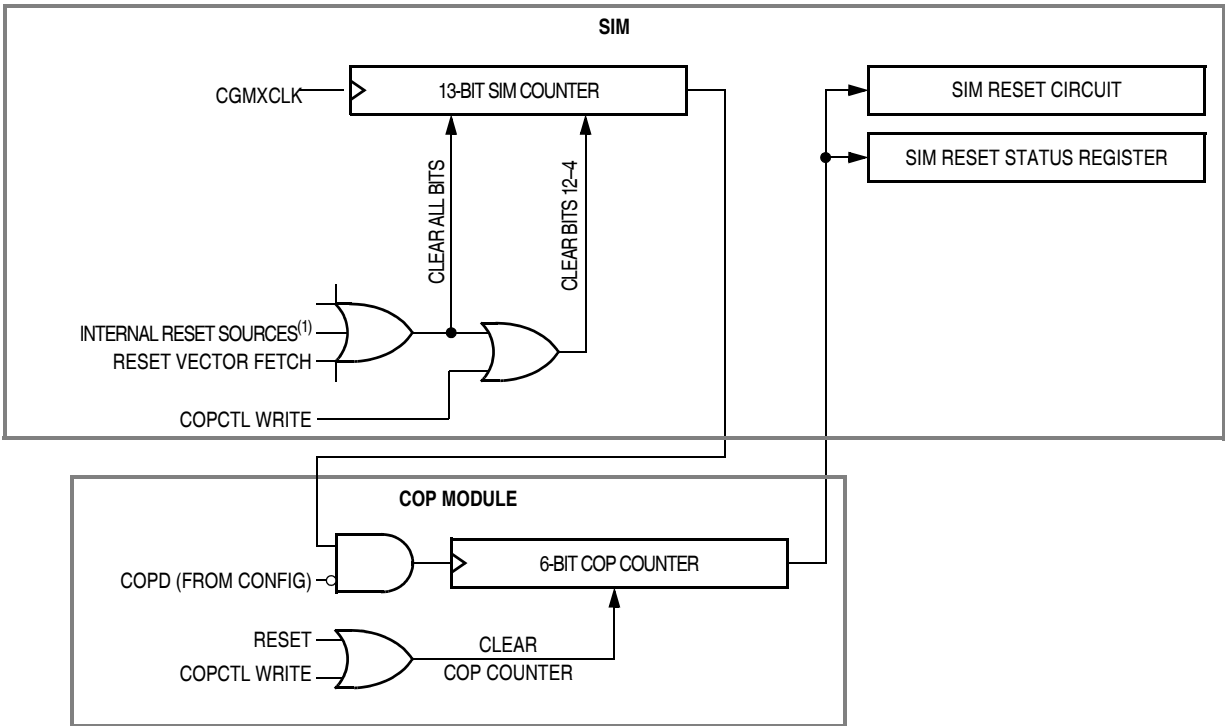 SIM
CGMXCLK
13-BIT SIM COUNTER
SIM RESET CIRCUIT
SIM RESET STATUS REGISTER
CLEAR ALL BITS
CLEAR BITS 12–4
INTERNAL RESET SOURCES(1)
RESET VECTOR FETCH
COPCTL WRITE
COP MODULE
COPD (FROM CONFIG)
6-BIT COP COUNTER
RESET
COPCTL WRITE
CLEAR
COP COUNTER